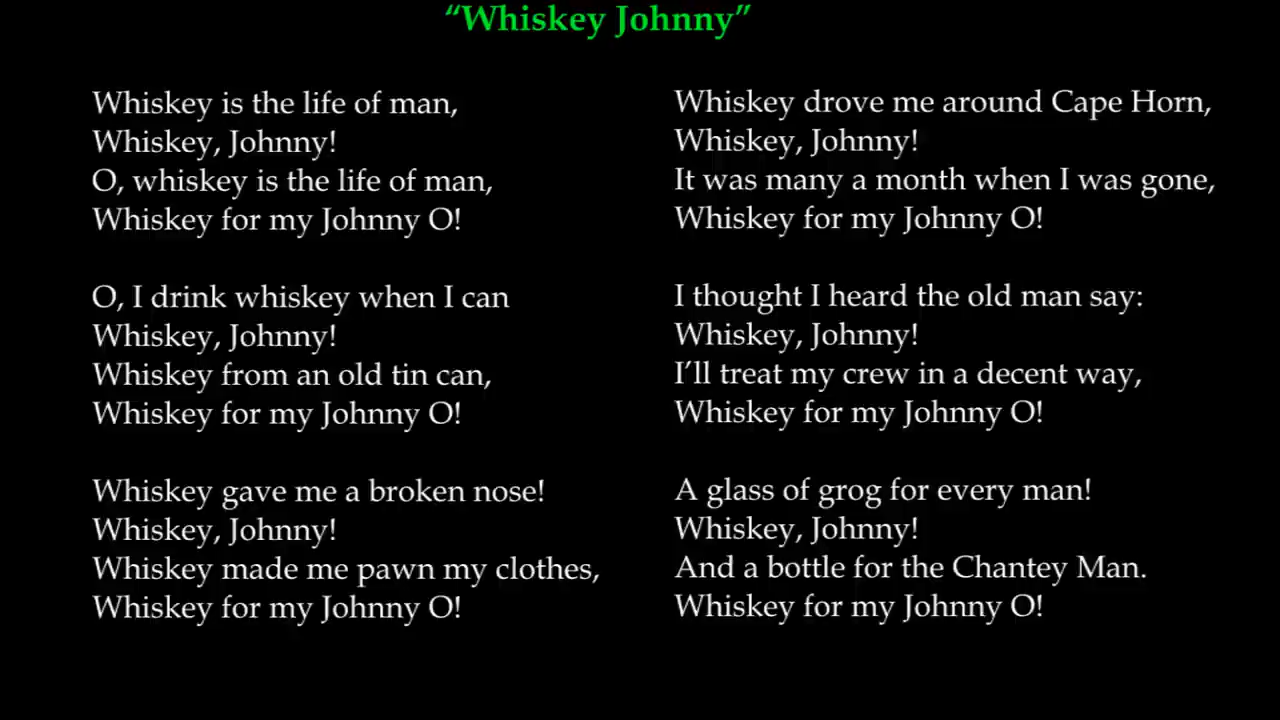 “Whiskey Johnny”
Whiskey is the life of man,
Whiskey, Johnny!
O, whiskey is the life of man,
Whiskey for my Johnny O!
O, I drink whiskey when I can
Whiskey, Johnny!
Whiskey from an old tin can,
Whiskey for my Johnny O!
Whiskey gave me a broken nose!
Whiskey, Johnny!
Whiskey made me pawn my clothes,
Whiskey for my Johnny O!
Whiskey drove me around Cape Horn,
Whiskey, Johnny!
It was many a month when I was gone,
Whiskey for my Johnny O!
I thought I heard the old man say:
Whiskey, Johnny!
I’ll treat my crew in a decent way,
Whiskey for my Johnny O!
A glass of grog for every man!
Whiskey, Johnny!
And a bottle for the Chantey Man.
Whiskey for my Johnny O!